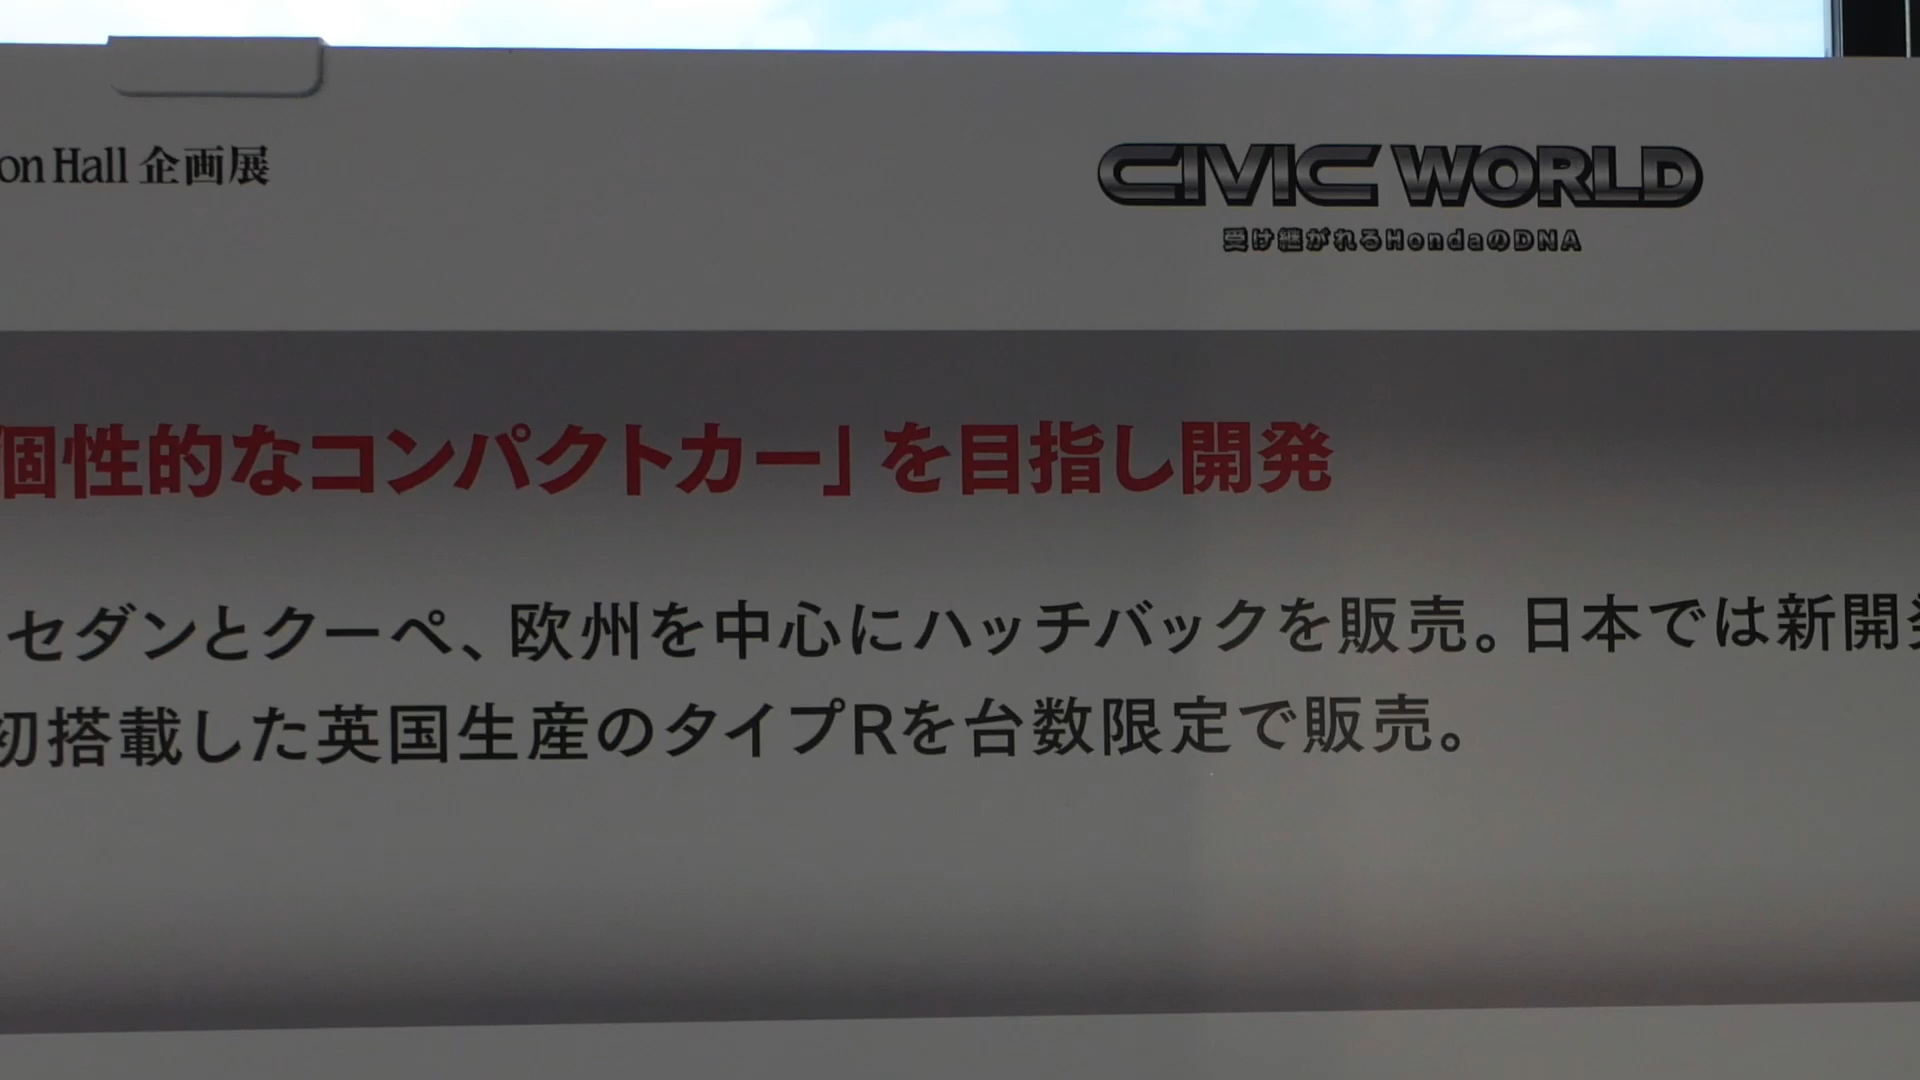 on Hall 企画展
CIVIC WORLD
受け継がれるHondaのDNA
個性的なコンパクトカー」を目指し開発
セダンとクーペ、欧州を中心にハッチバックを販売。日本では新開発
初搭載した英国生産のタイプRを台数限定で販売。